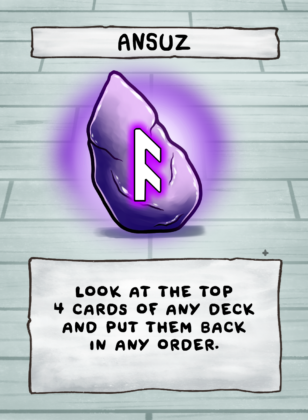 ANSUZ
ᚨ
LOOK AT THE TOP
4 CARDS OF ANY DECK
AND PUT THEM BACK
IN ANY ORDER.